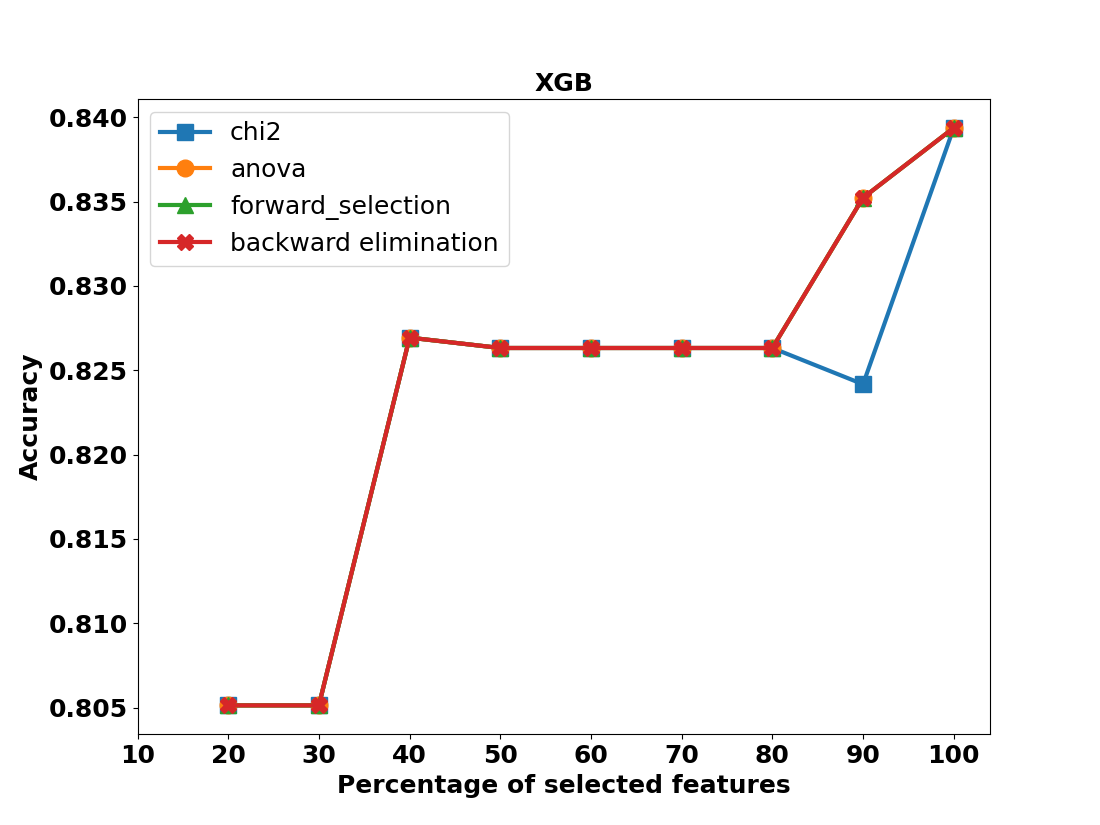 XGB
chi2
anova
forward_selection
backward elimination
Accuracy
0.840
0.835
0.830
0.825
0.820
0.815
0.810
0.805
10 20 30 40 50 60 70 80 90 100
Percentage of selected features